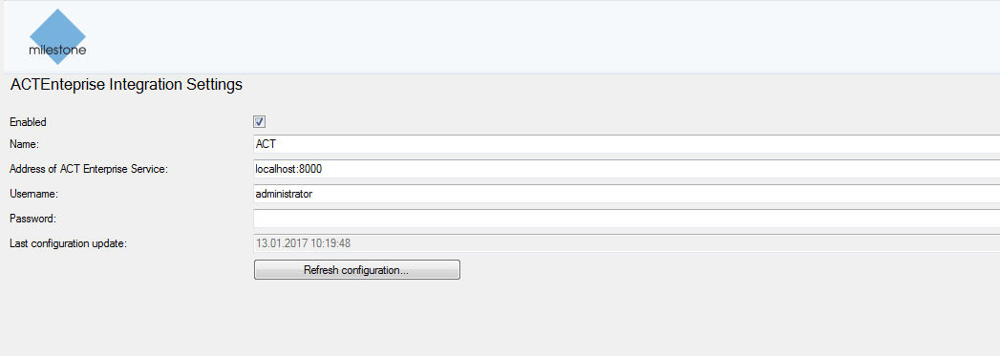 milestone
ACTEnteprise Integration Settings
Enabled
Name: ACT
Address of ACT Enterprise Service: localhost:8000
Username: administrator
Password:
Last configuration update: 13.01.2017 10:19:48
Refresh configuration...